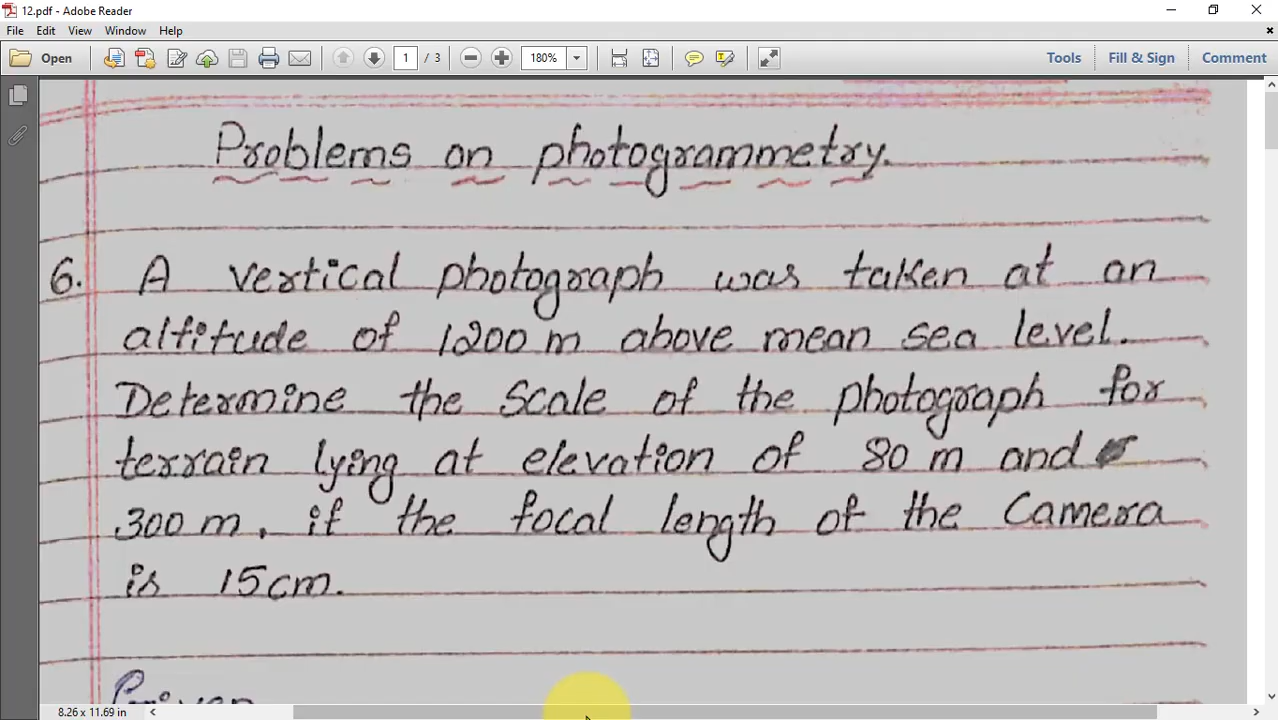 12.pdf - Adobe Reader
File Edit View Window Help
Open 1 / 3 180% Tools Fill & Sign Comment
Problems on photogrammetry.
6. A vertical photograph was taken at an
altitude of 1200 m above mean sea level.
Determine the scale of the photograph for
terrain lying at elevation of 80 m and
300 m, if the focal length of the Camera
is 15cm.
Given
8.26 x 11.69 in